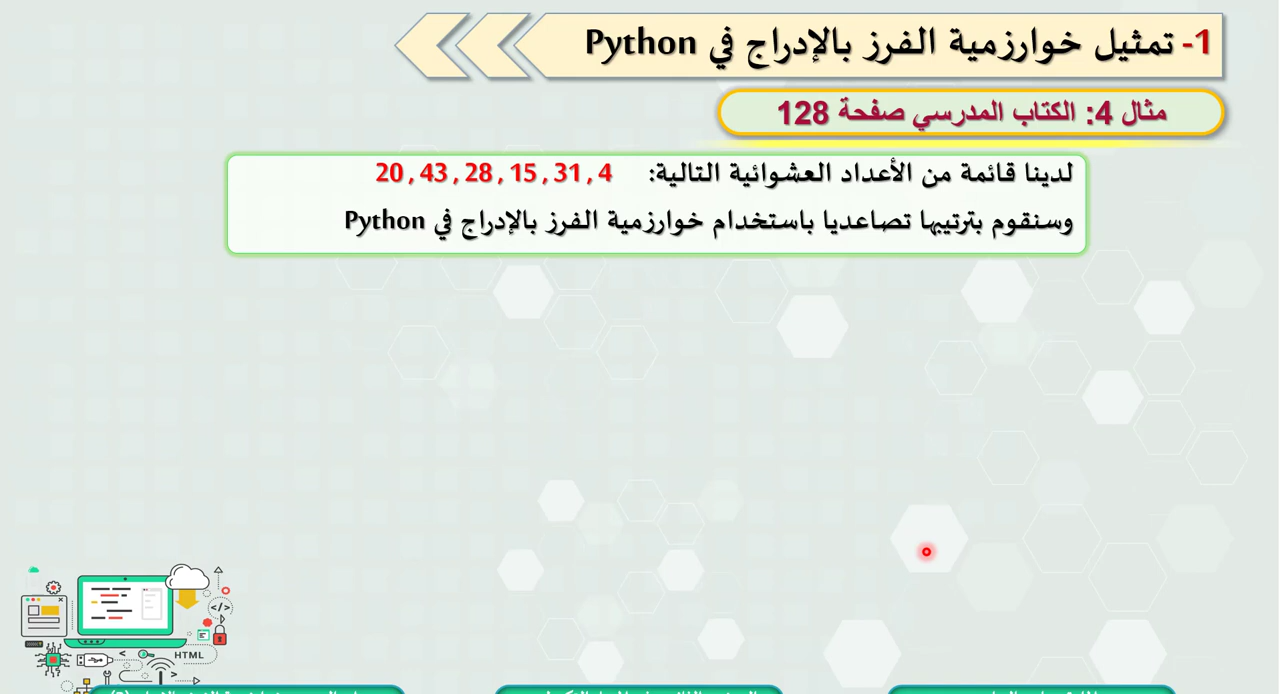 1- تمثيل خوارزمية الفرز بالإدراج في Python
مثال 4: الكتاب المدرسي صفحة 128
لدينا قائمة من الأعداد العشوائية التالية: 20 , 43 , 28 , 15 , 31 , 4
وسنقوم بترتيبها تصاعديا باستخدام خوارزمية الفرز بالإدراج في Python
</>
HTML